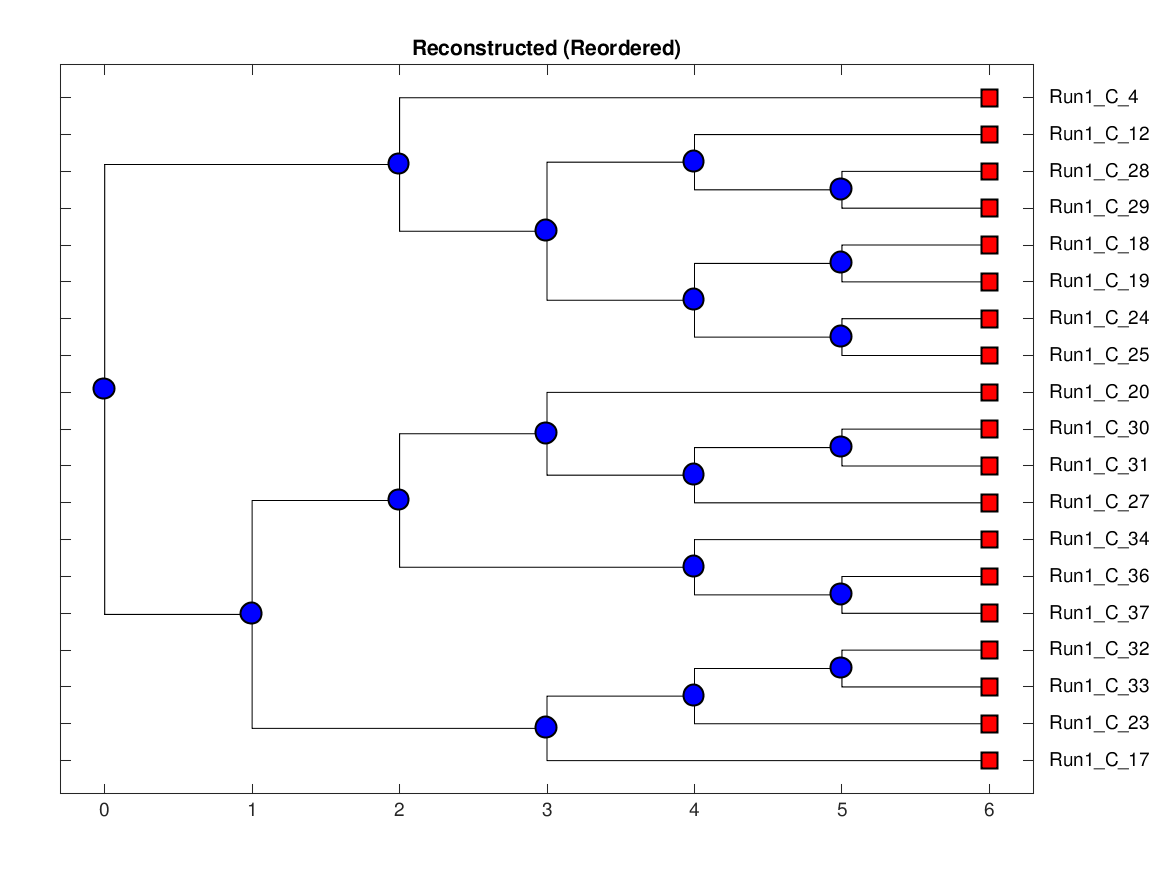 Reconstructed (Reordered)
Run1_C_4
Run1_C_12
Run1_C_28
Run1_C_29
Run1_C_18
Run1_C_19
Run1_C_24
Run1_C_25
Run1_C_20
Run1_C_30
Run1_C_31
Run1_C_27
Run1_C_34
Run1_C_36
Run1_C_37
Run1_C_32
Run1_C_33
Run1_C_23
Run1_C_17
0 1 2 3 4 5 6